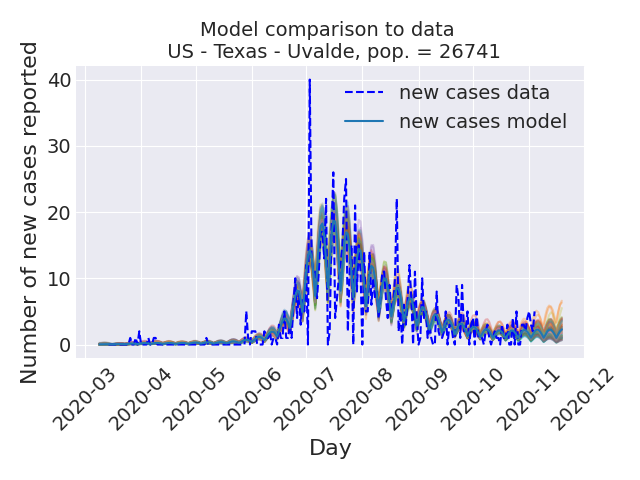 Model comparison to data
US - Texas - Uvalde, pop. = 26741
Number of new cases reported
40
30
20
10
0
new cases data
new cases model
2020-03
2020-04
2020-05
2020-06
2020-07
2020-08
2020-09
2020-10
2020-11
2020-12
Day